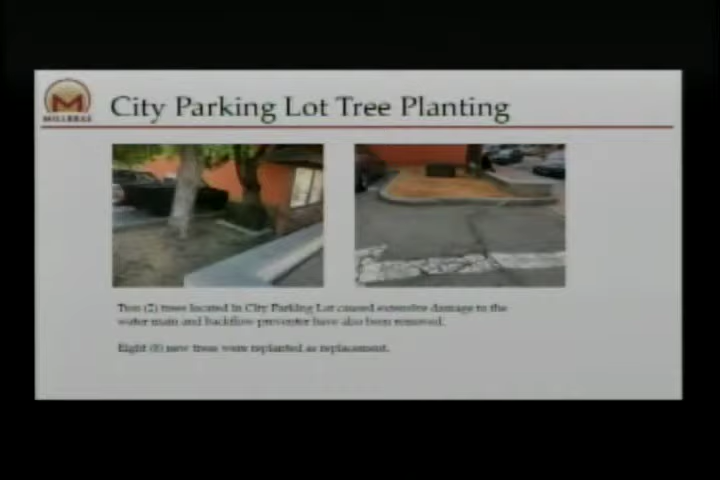 MILLBRAE
City Parking Lot Tree Planting
Two (2) trees located in City Parking Lot caused extensive damage to the
water main and backflow preventer have also been removed.
Eight (8) new trees were replanted as replacement.